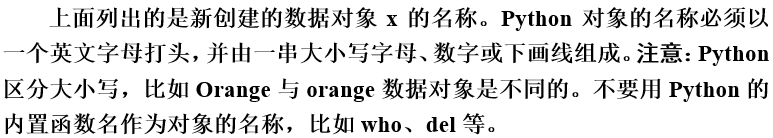 上面列出的是新创建的数据对象 x 的名称。Python 对象的名称必须以
一个英文字母打头，并由一串大小写字母、数字或下画线组成。注意：Python
区分大小写，比如 Orange 与 orange 数据对象是不同的。不要用 Python 的
内置函数名作为对象的名称，比如 who、del 等。